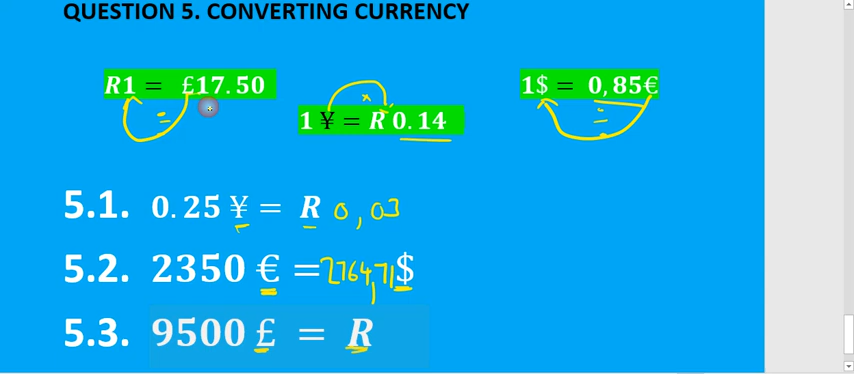 QUESTION 5. CONVERTING CURRENCY
R1 = £17.50
1 ¥ = R 0.14
1$ = 0,85€
5.1. 0.25 ¥ = R 0,03
5.2. 2350 € = 2764,71 $
5.3. 9500 £ = R